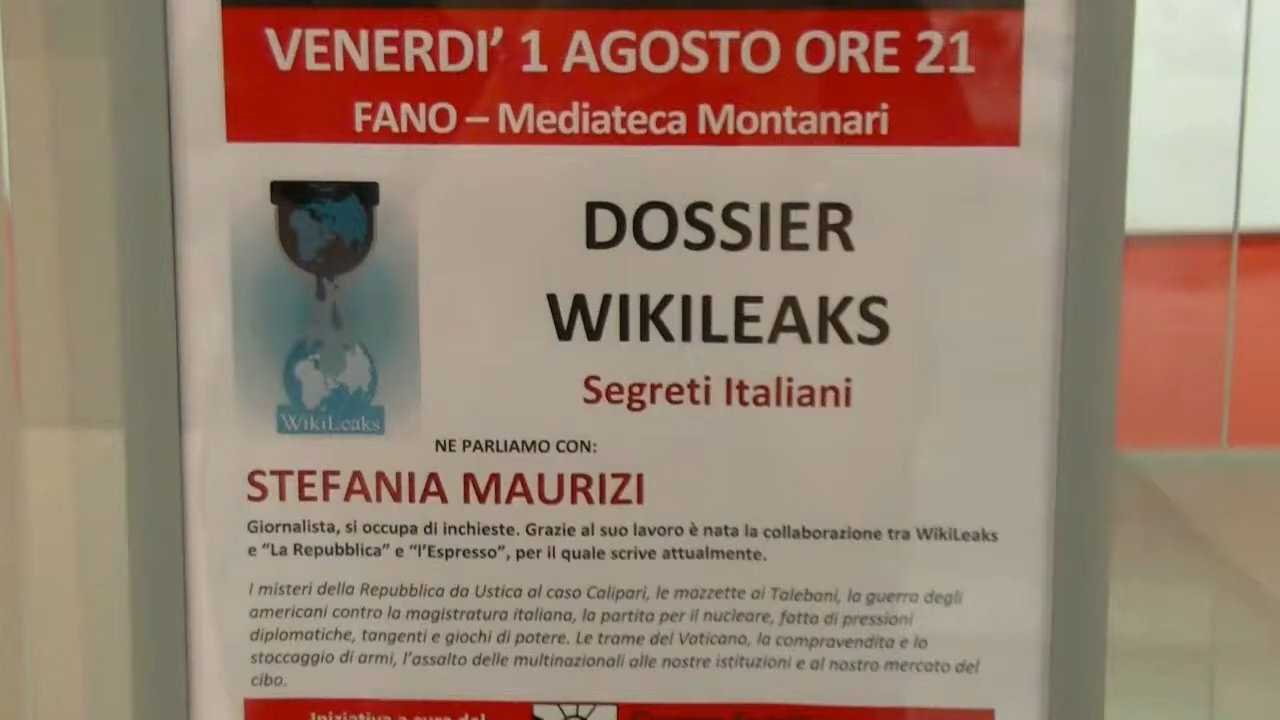 VENERDI' 1 AGOSTO ORE 21
FANO – Mediateca Montanari
DOSSIER
WIKILEAKS
Segreti Italiani
WikiLeaks
NE PARLIAMO CON:
STEFANIA MAURIZI
Giornalista, si occupa di inchieste. Grazie al suo lavoro è nata la collaborazione tra WikiLeaks
e “La Repubblica” e “l’Espresso”, per il quale scrive attualmente.
I misteri della Repubblica da Ustica al caso Calipari, le mazzette ai Talebani, la guerra degli
americani contro la magistratura italiana, la partita per il nucleare, fatta di pressioni
diplomatiche, tangenti e giochi di potere. Le trame del Vaticano, la compravendita e lo
stoccaggio di armi, l’assalto delle multinazionali alle nostre istituzioni e al nostro mercato del
cibo.
Iniziativa a cura del